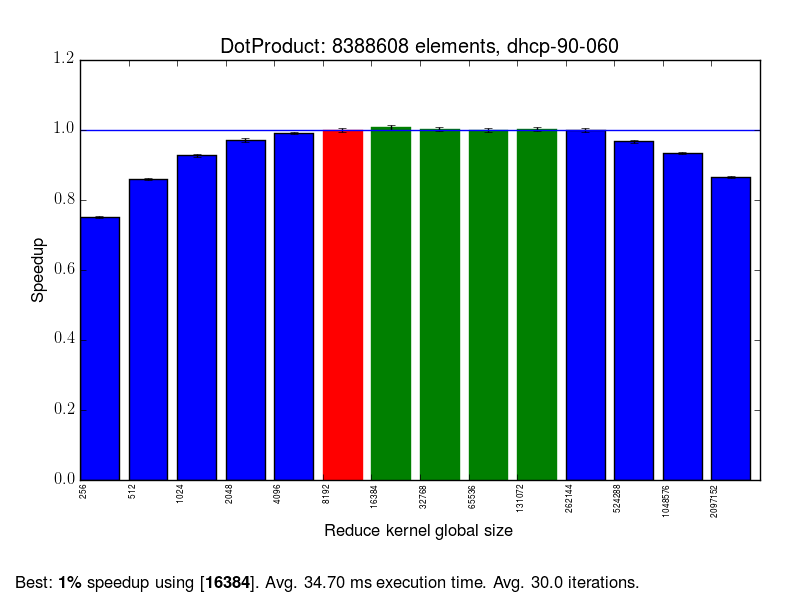 DotProduct: 8388608 elements, dhcp-90-060
1.2
1.0
0.8
0.6
0.4
0.2
0.0
Speedup
256 512 1024 2048 4096 8192 16384 32768 65536 131072 262144 524288 1048576 2097152
Reduce kernel global size
Best: 1% speedup using [16384]. Avg. 34.70 ms execution time. Avg. 30.0 iterations.